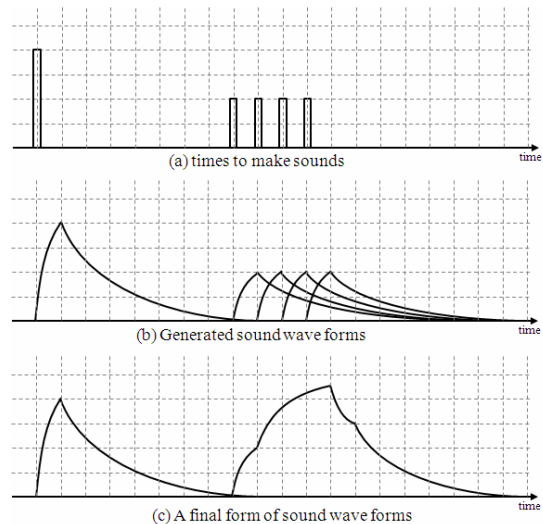 time
(a) times to make sounds
time
(b) Generated sound wave forms
time
(c) A final form of sound wave forms